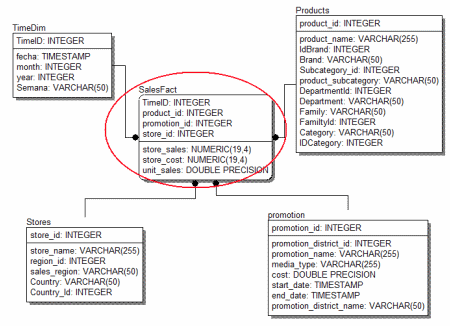 TimeDim
TimeID: INTEGER
fecha: TIMESTAMP
month: INTEGER
year: INTEGER
Semana: VARCHAR(50)
Products
product_id: INTEGER
product_name: VARCHAR(255)
IdBrand: INTEGER
Brand: VARCHAR(50)
Subcategory_id: INTEGER
product_subcategory: VARCHAR(50)
DepartmentId: INTEGER
Department: VARCHAR(50)
Family: VARCHAR(50)
FamiltyId: INTEGER
Category: VARCHAR(50)
IDCategory: INTEGER
SalesFact
TimeID: INTEGER
product_id: INTEGER
promotion_id: INTEGER
store_id: INTEGER
store_sales: NUMERIC(19,4)
store_cost: NUMERIC(19,4)
unit_sales: DOUBLE PRECISION
Stores
store_id: INTEGER
store_name: VARCHAR(255)
region_id: INTEGER
sales_region: VARCHAR(50)
Country: VARCHAR(50)
Country_Id: INTEGER
promotion
promotion_id: INTEGER
promotion_district_id: INTEGER
promotion_name: VARCHAR(255)
media_type: VARCHAR(255)
cost: DOUBLE PRECISION
start_date: TIMESTAMP
end_date: TIMESTAMP
promotion_district_name: VARCHAR(50)